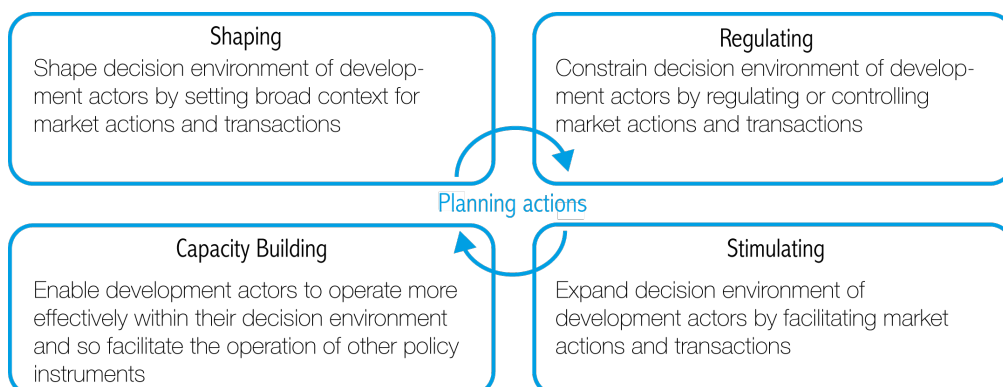 Shaping
Shape decision environment of develop-
ment actors by setting broad context for
market actions and transactions
Regulating
Constrain decision environment of develop-
ment actors by regulating or controlling
market actions and transactions
Planning actions
Capacity Building
Enable development actors to operate more
effectively within their decision environment
and so facilitate the operation of other policy
instruments
Stimulating
Expand decision environment of
development actors by facilitating market
actions and transactions